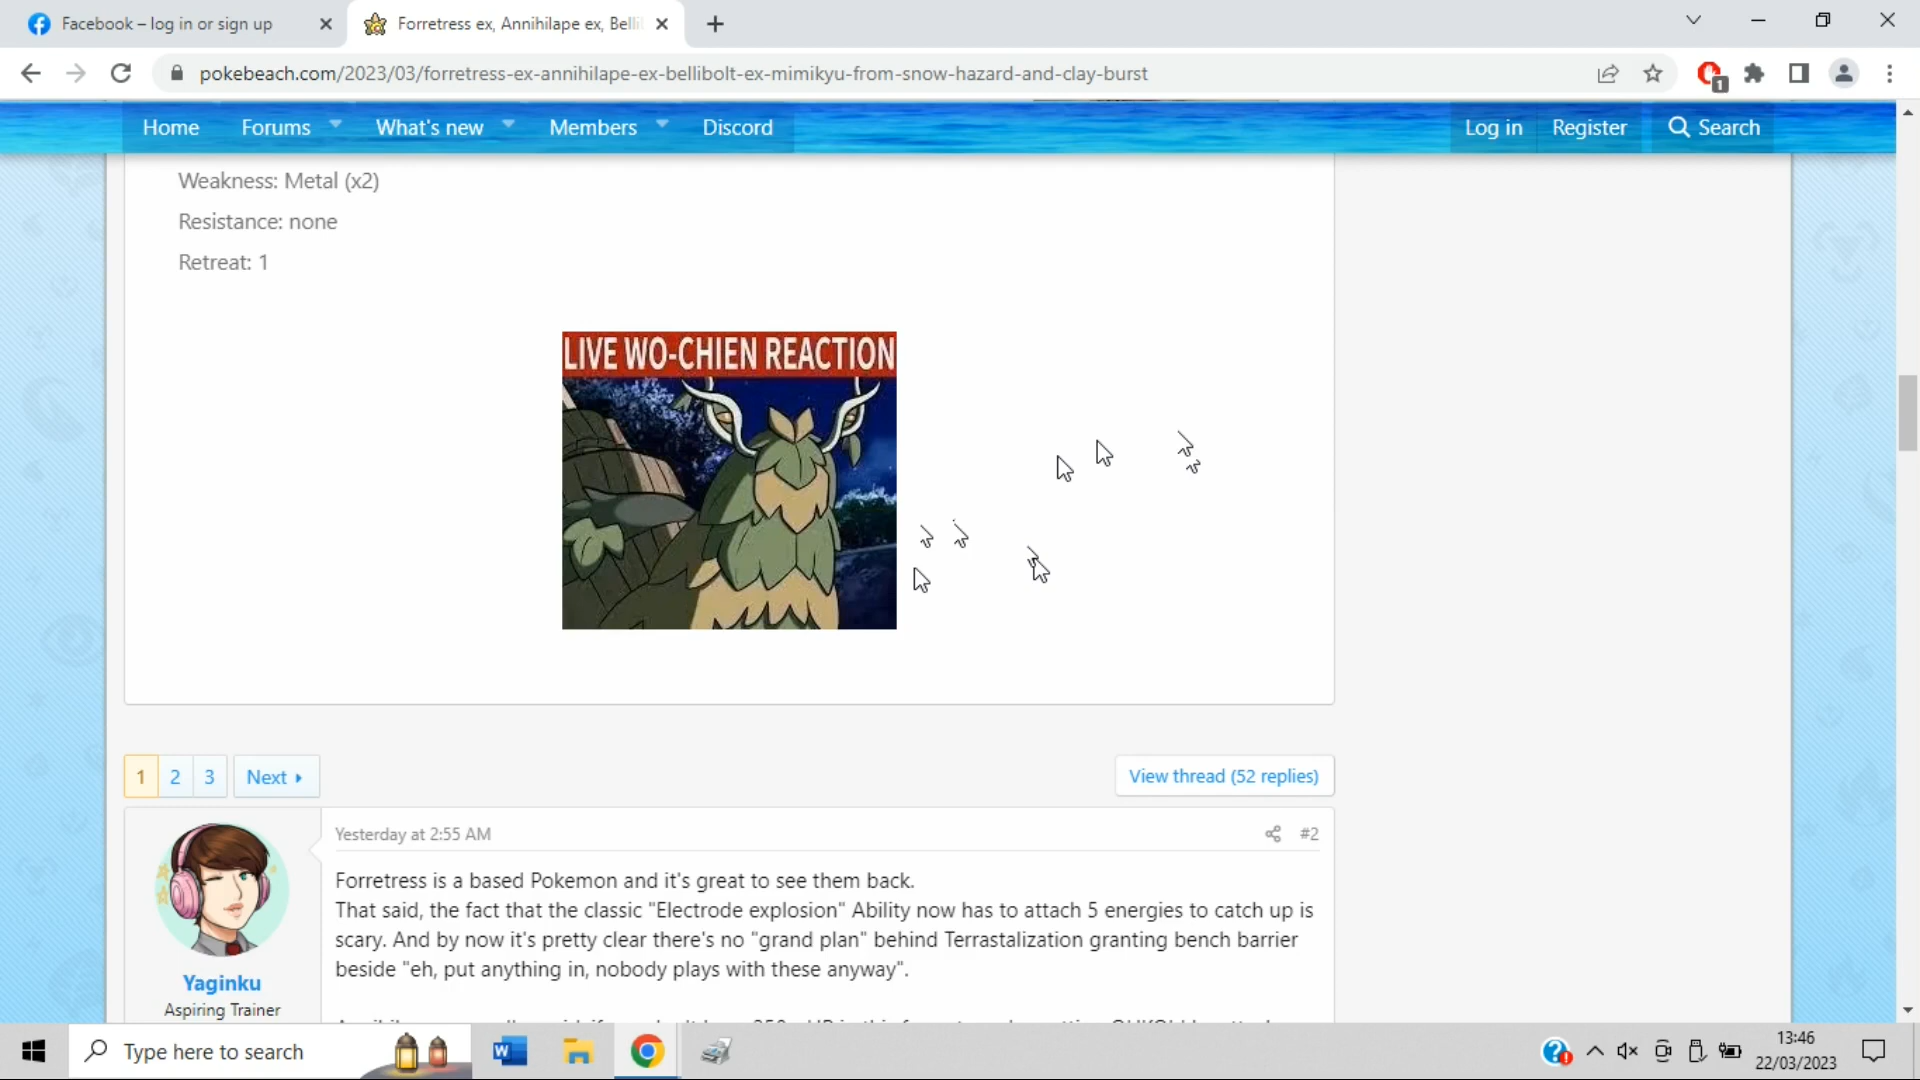 Facebook – log in or sign up
Forretress ex, Annihilape ex, Belli
pokebeach.com/2023/03/forretress-ex-annihilape-ex-bellibolt-ex-mimikyu-from-snow-hazard-and-clay-burst
1
Home Forums What's new Members Discord Log in Register Search
Weakness: Metal (x2)
Resistance: none
Retreat: 1
LIVE WO-CHIEN REACTION
1 2 3 Next View thread (52 replies)
Yesterday at 2:55 AM #2
Forretress is a based Pokemon and it's great to see them back.
That said, the fact that the classic "Electrode explosion" Ability now has to attach 5 energies to catch up is
scary. And by now it's pretty clear there's no "grand plan" behind Terrastalization granting bench barrier
beside "eh, put anything in, nobody plays with these anyway".
Yaginku
Aspiring Trainer
Type here to search
13:46
22/03/2023